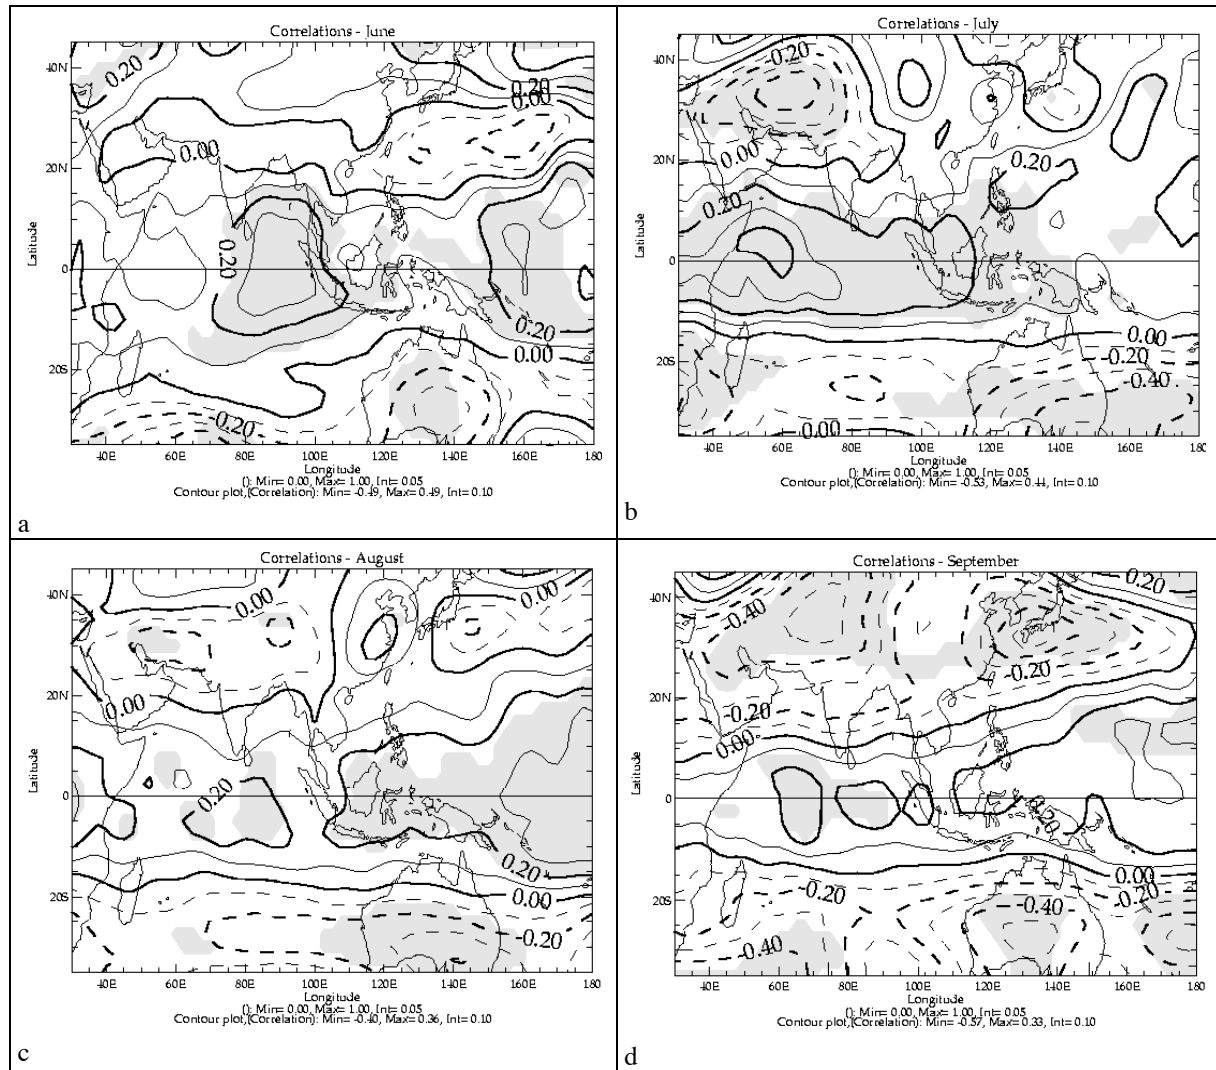 Correlations - June
40N
20N
0
20S
Latitude
0.20
0.20
0.00
0.00
0.20
0.20
0.00
-0.20
40E 60E 80E 100E 120E 140E 160E 180
Longitude
(): Min= 0.00, Max= 1.00, Int= 0.05
Contour plot,(Correlation): Min= -0.49, Max= 0.49, Int= 0.10
a
Correlations - July
40N
20N
0
20S
Latitude
-0.20
0.00
0.20
0.20
0.00
-0.20
-0.40
0.00
40E 60E 80E 100E 120E 140E 160E 180
Longitude
(): Min= 0.00, Max= 1.00, Int= 0.05
Contour plot,(Correlation): Min= -0.53, Max= 0.44, Int= 0.10
b
Correlations - August
40N
20N
0
20S
Latitude
0.00
0.00
0.00
0.20
0.20
0.00
-0.20
40E 60E 80E 100E 120E 140E 160E 180
Longitude
(): Min= 0.00, Max= 1.00, Int= 0.05
Contour plot,(Correlation): Min= -0.40, Max= 0.36, Int= 0.10
c
Correlations - September
40N
20N
0
20S
Latitude
0.20
-0.40
-0.20
-0.20
0.00
0.20
0.00
-0.20
-0.20
-0.40
-0.40
40E 60E 80E 100E 120E 140E 160E 180
Longitude
(): Min= 0.00, Max= 1.00, Int= 0.05
Contour plot,(Correlation): Min= -0.57, Max= 0.33, Int= 0.10
d